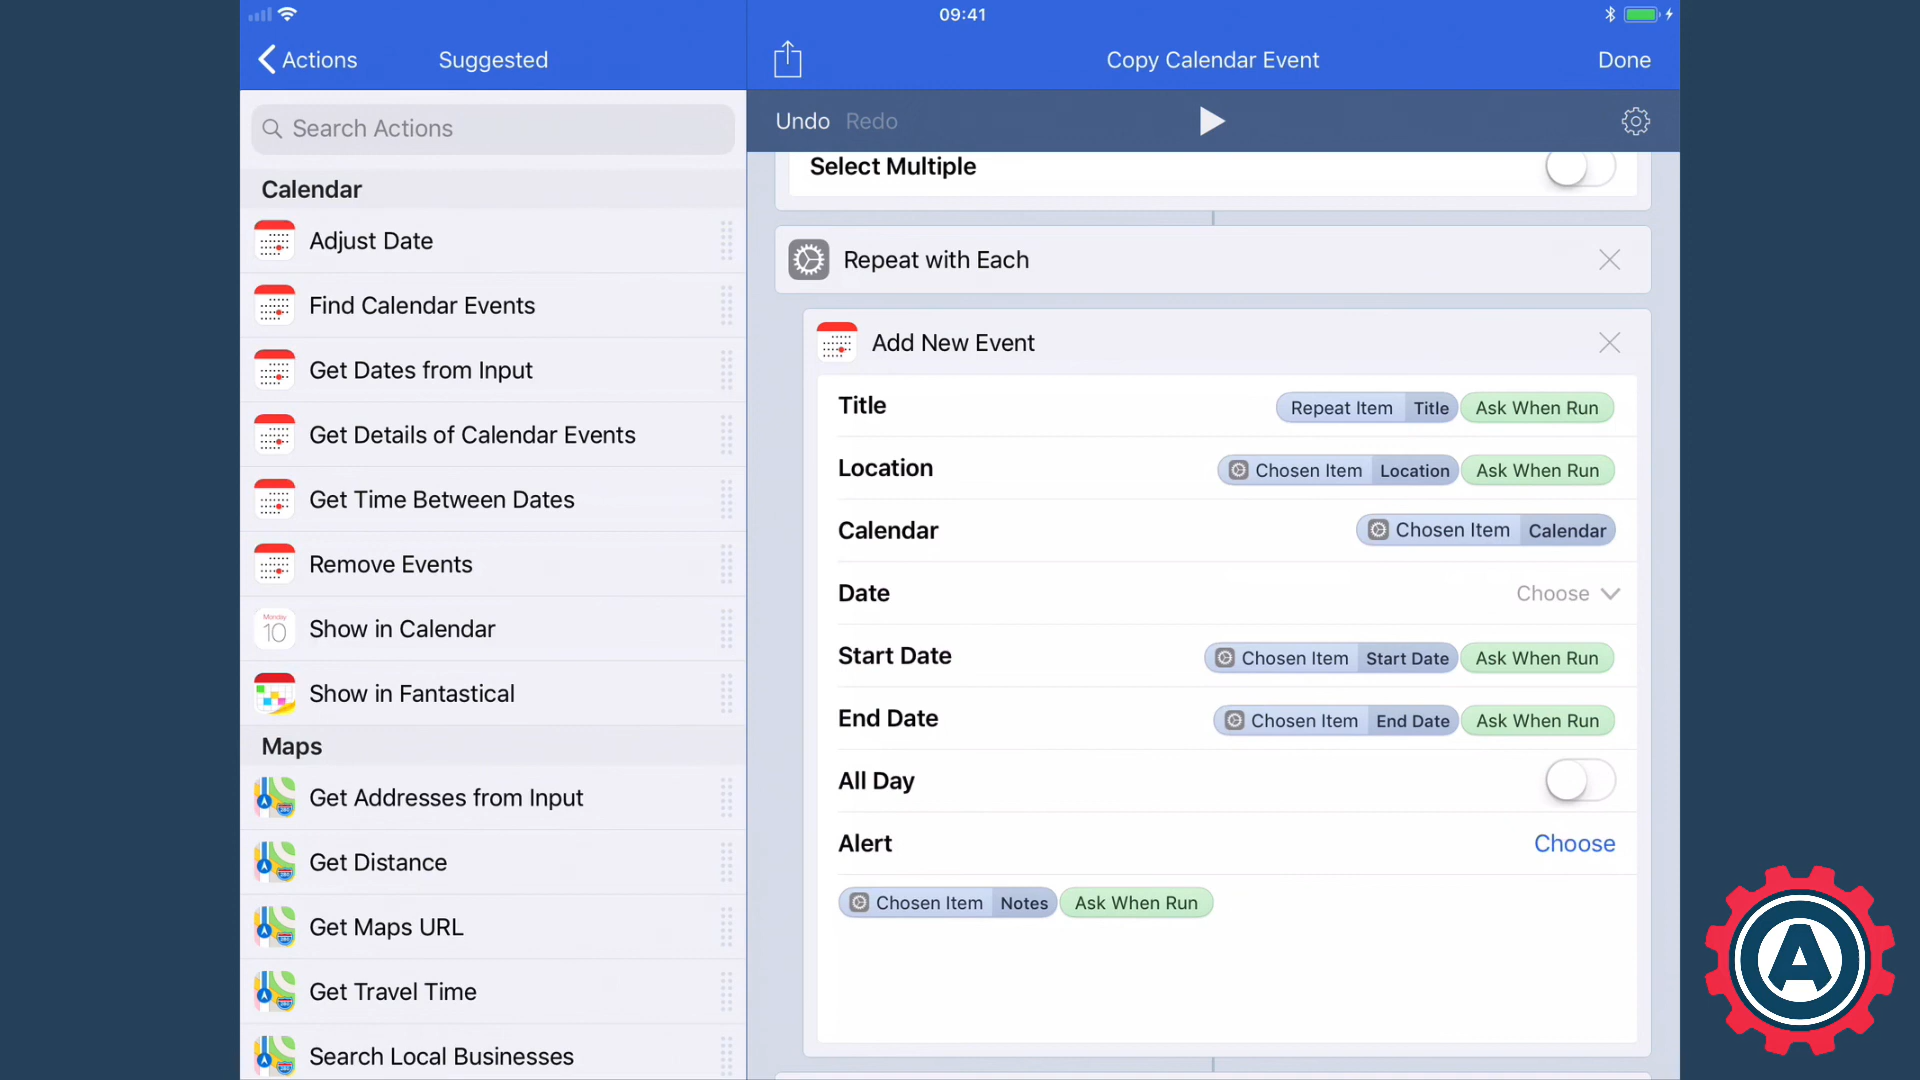 09:41
Actions
Suggested
Copy Calendar Event
Done
Search Actions
Undo
Redo
Calendar
Adjust Date
Find Calendar Events
Get Dates from Input
Get Details of Calendar Events
Get Time Between Dates
Remove Events
Monday
10
Show in Calendar
Show in Fantastical
Maps
Get Addresses from Input
Get Distance
Get Maps URL
Get Travel Time
Search Local Businesses
Select Multiple
Repeat with Each
Add New Event
Title
Repeat Item Title Ask When Run
Location
Chosen Item Location Ask When Run
Calendar
Chosen Item Calendar
Date
Choose
Start Date
Chosen Item Start Date Ask When Run
End Date
Chosen Item End Date Ask When Run
All Day
Alert
Choose
Chosen Item Notes Ask When Run
A